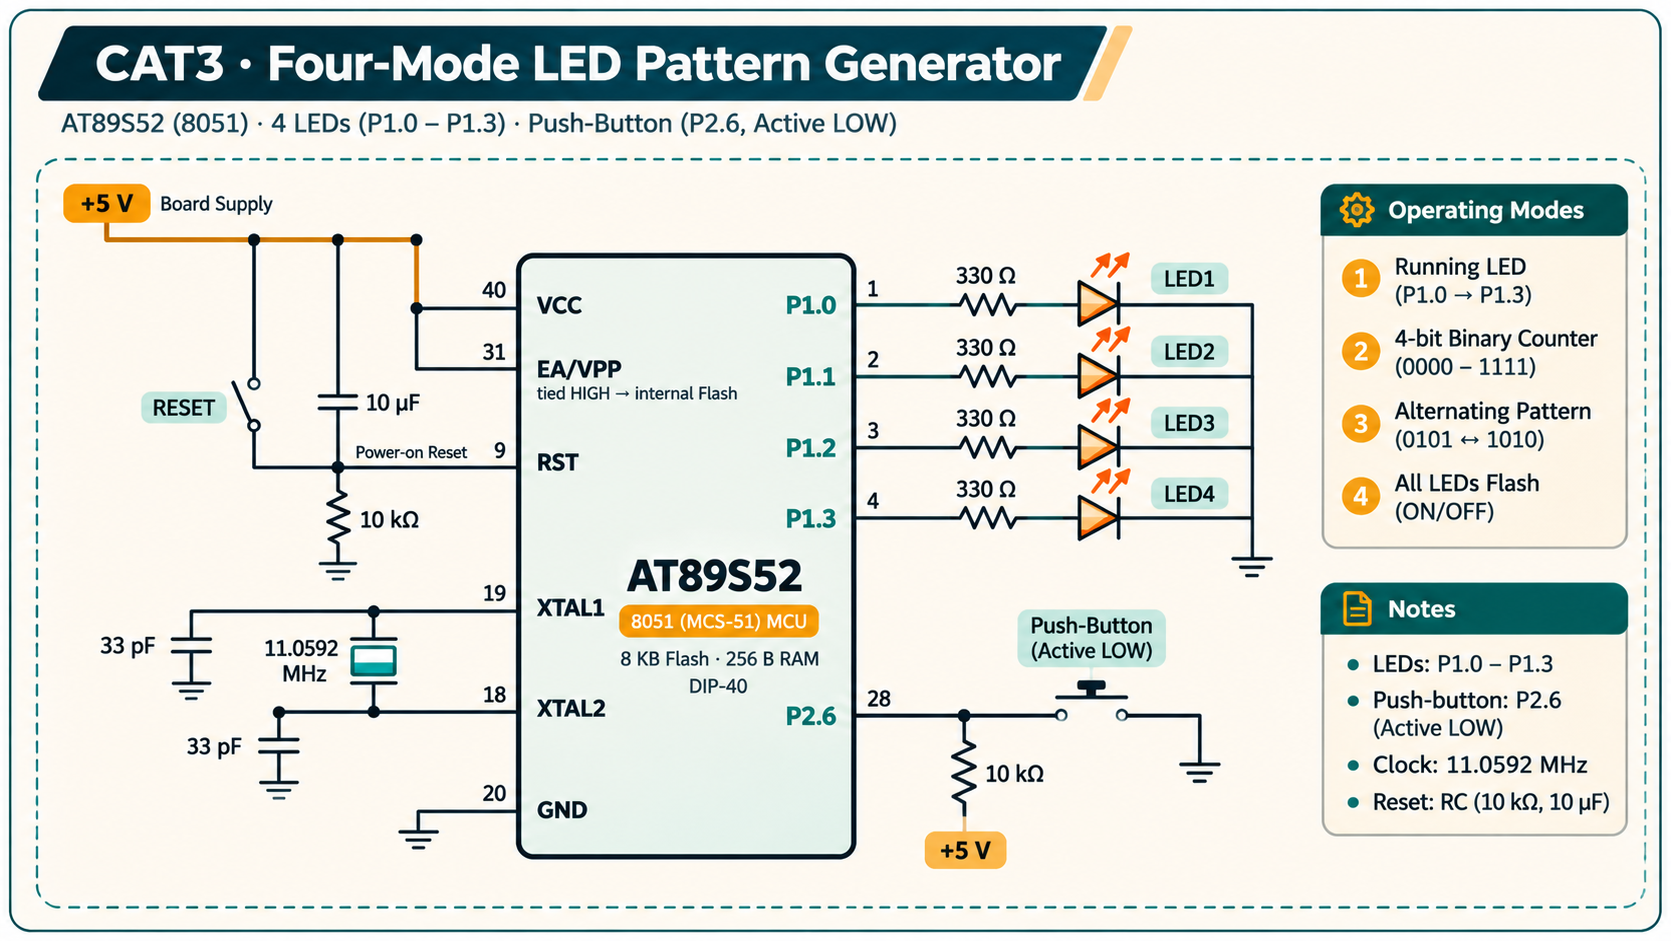 CAT3 · Four-Mode LED Pattern Generator
AT89S52 (8051) · 4 LEDs (P1.0 – P1.3) · Push-Button (P2.6, Active LOW)
+5 V
Board Supply
RESET
10 µF
Power-on Reset
10 kΩ
40
31
9
19
18
20
33 pF
11.0592
MHz
33 pF
VCC
EA/VPP
tied HIGH → internal Flash
RST
XTAL1
XTAL2
GND
AT89S52
8051 (MCS-51) MCU
8 KB Flash · 256 B RAM
DIP-40
P1.0
P1.1
P1.2
P1.3
P2.6
1
2
3
4
28
330 Ω
330 Ω
330 Ω
330 Ω
LED1
LED2
LED3
LED4
Push-Button
(Active LOW)
10 kΩ
+5 V
Operating Modes
1 Running LED
(P1.0 → P1.3)
2 4-bit Binary Counter
(0000 – 1111)
3 Alternating Pattern
(0101 ↔ 1010)
4 All LEDs Flash
(ON/OFF)
Notes
• LEDs: P1.0 – P1.3
• Push-button: P2.6
(Active LOW)
• Clock: 11.0592 MHz
• Reset: RC (10 kΩ, 10 µF)